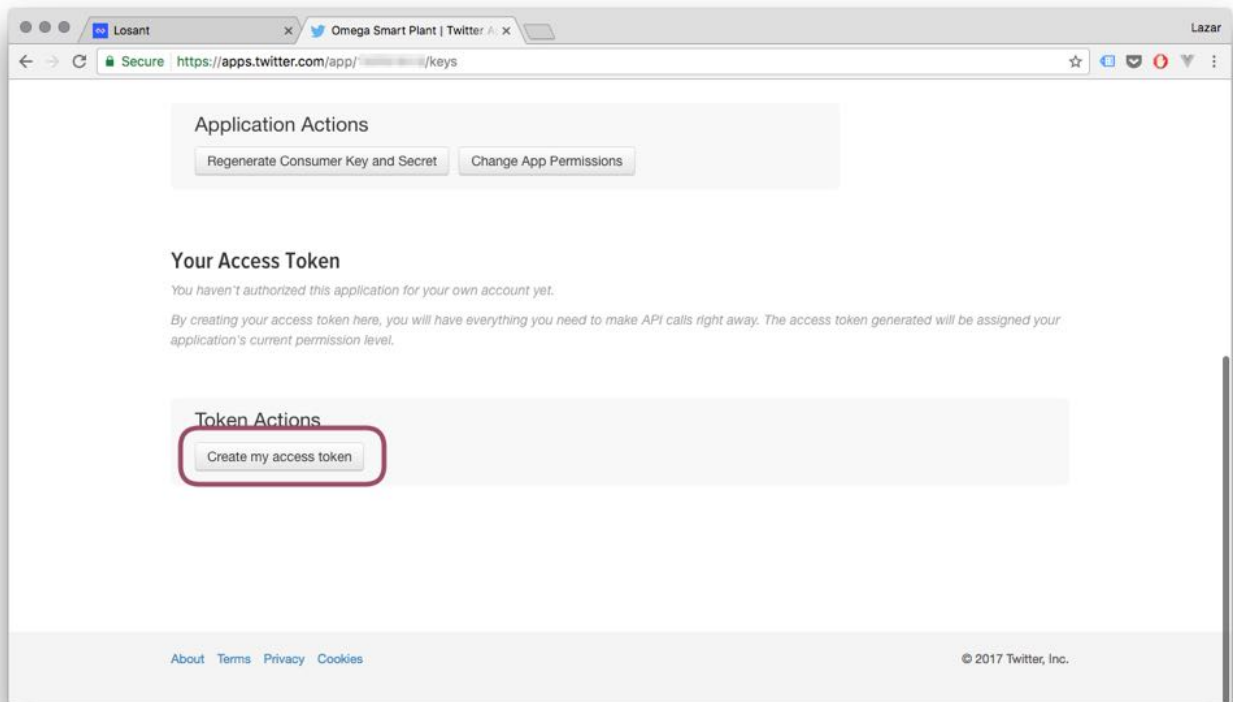 Losant
Omega Smart Plant | Twitter A
Lazar
Secure https://apps.twitter.com/app/ /keys
Application Actions
Regenerate Consumer Key and Secret Change App Permissions
Your Access Token
You haven't authorized this application for your own account yet.
By creating your access token here, you will have everything you need to make API calls right away. The access token generated will be assigned your
application's current permission level.
Token Actions
Create my access token
About Terms Privacy Cookies
© 2017 Twitter, Inc.